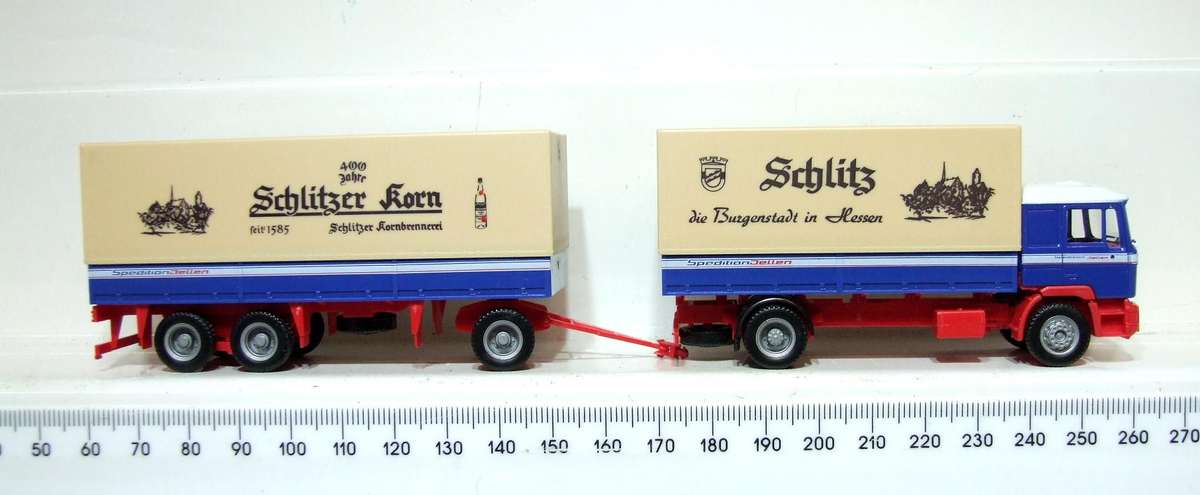 400
Jahre
Schlitzer Korn
seit 1585 Schlitzer Kornbrennerei
Spedition Jellen
Schlitz
die Burgenstadt in Hessen
Spedition Jellen
50 60 70 80 90 100 110 120 130 140 150 160 170 180 190 200 210 220 230 240 250 260 270